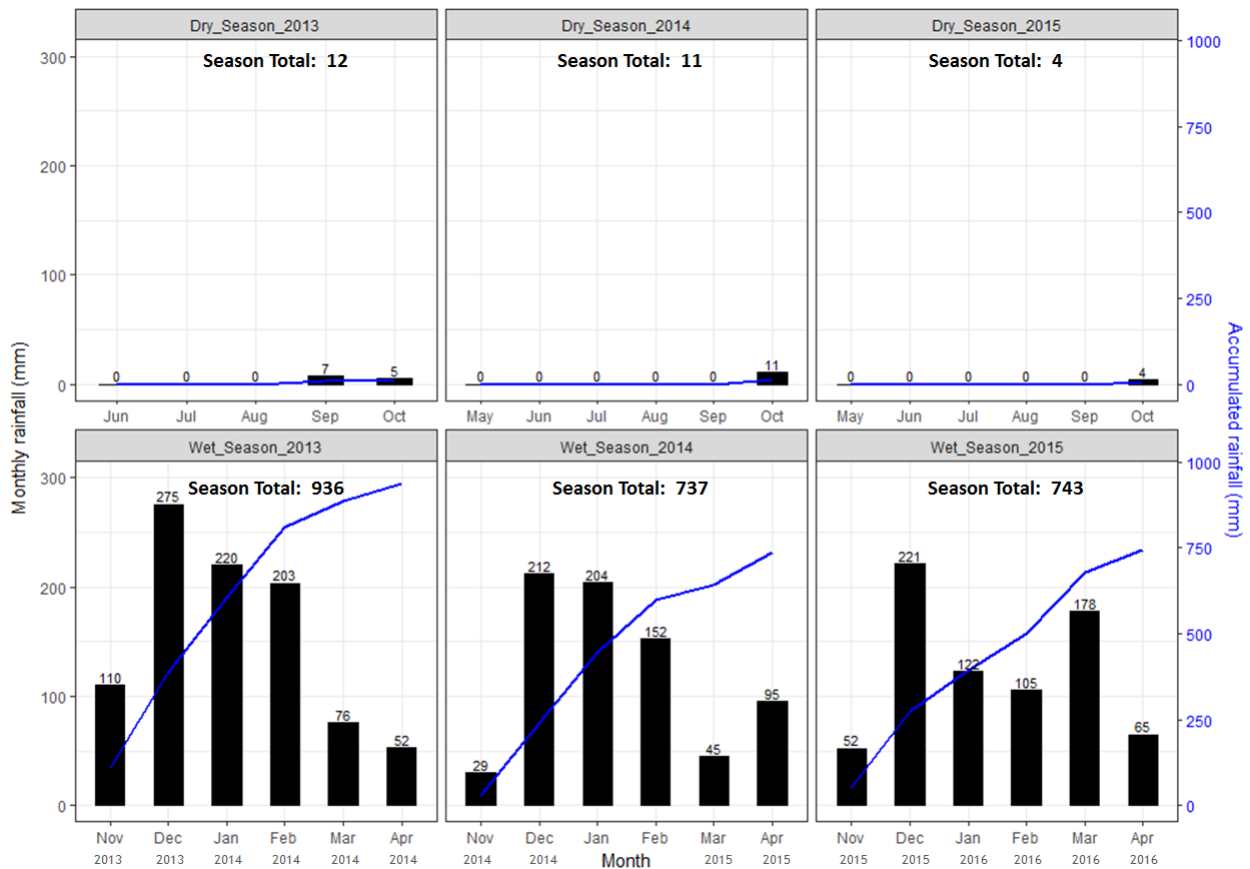 Dry_Season_2013
Dry_Season_2014
Dry_Season_2015
Season Total: 12
Season Total: 11
Season Total: 4
300
200
100
0
1000
750
500
250
0
0 0 0 7 5
0 0 0 0 0 11
0 0 0 0 0 4
Jun Jul Aug Sep Oct
May Jun Jul Aug Sep Oct
May Jun Jul Aug Sep Oct
Monthly rainfall (mm)
Accumulated rainfall (mm)
Wet_Season_2013
Wet_Season_2014
Wet_Season_2015
Season Total: 936
Season Total: 737
Season Total: 743
300
200
100
0
1000
750
500
250
0
110 275 220 203 76 52
29 212 204 152 45 95
52 221 122 105 178 65
Nov Dec Jan Feb Mar Apr
2013 2013 2014 2014 2014 2014
Nov Dec Jan Feb Mar Apr
2014 2014 2015 2015
Nov Dec Jan Feb Mar Apr
2015 2015 2016 2016 2016 2016
Month